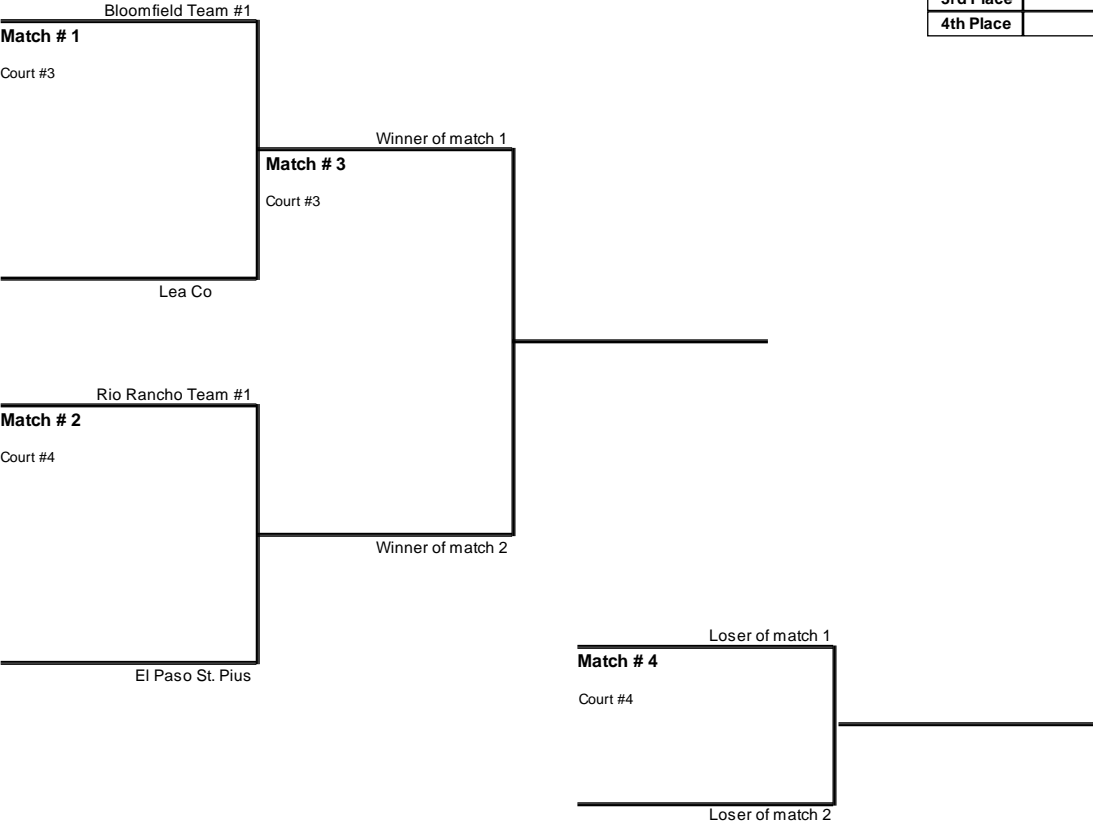 Bloomfield Team #1
3rd Place
4th Place
Match # 1
Court #3
Winner of match 1
Match # 3
Court #3
Lea Co
Rio Rancho Team #1
Match # 2
Court #4
Winner of match 2
Loser of match 1
Match # 4
El Paso St. Pius
Court #4
Loser of match 2